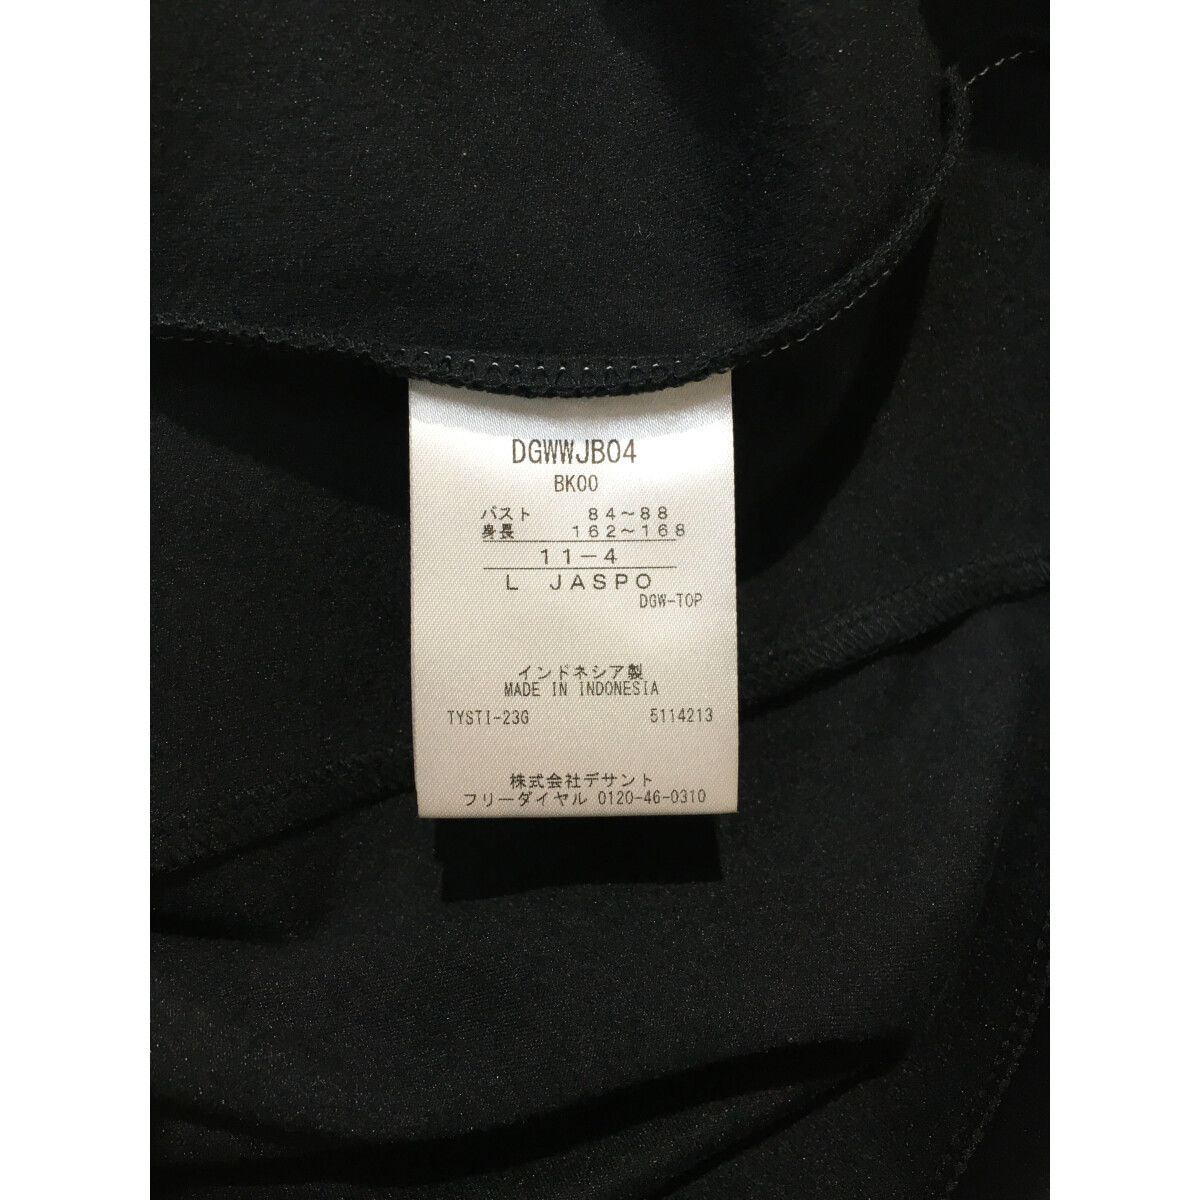 DGWWJB04
BK00
バスト 84～88
身長 162～168
11－4
L JASPO
DGW-TOP
インドネシア製
MADE IN INDONESIA
TYSTI-23G 5114213
株式会社デサント
フリーダイヤル 0120-46-0310